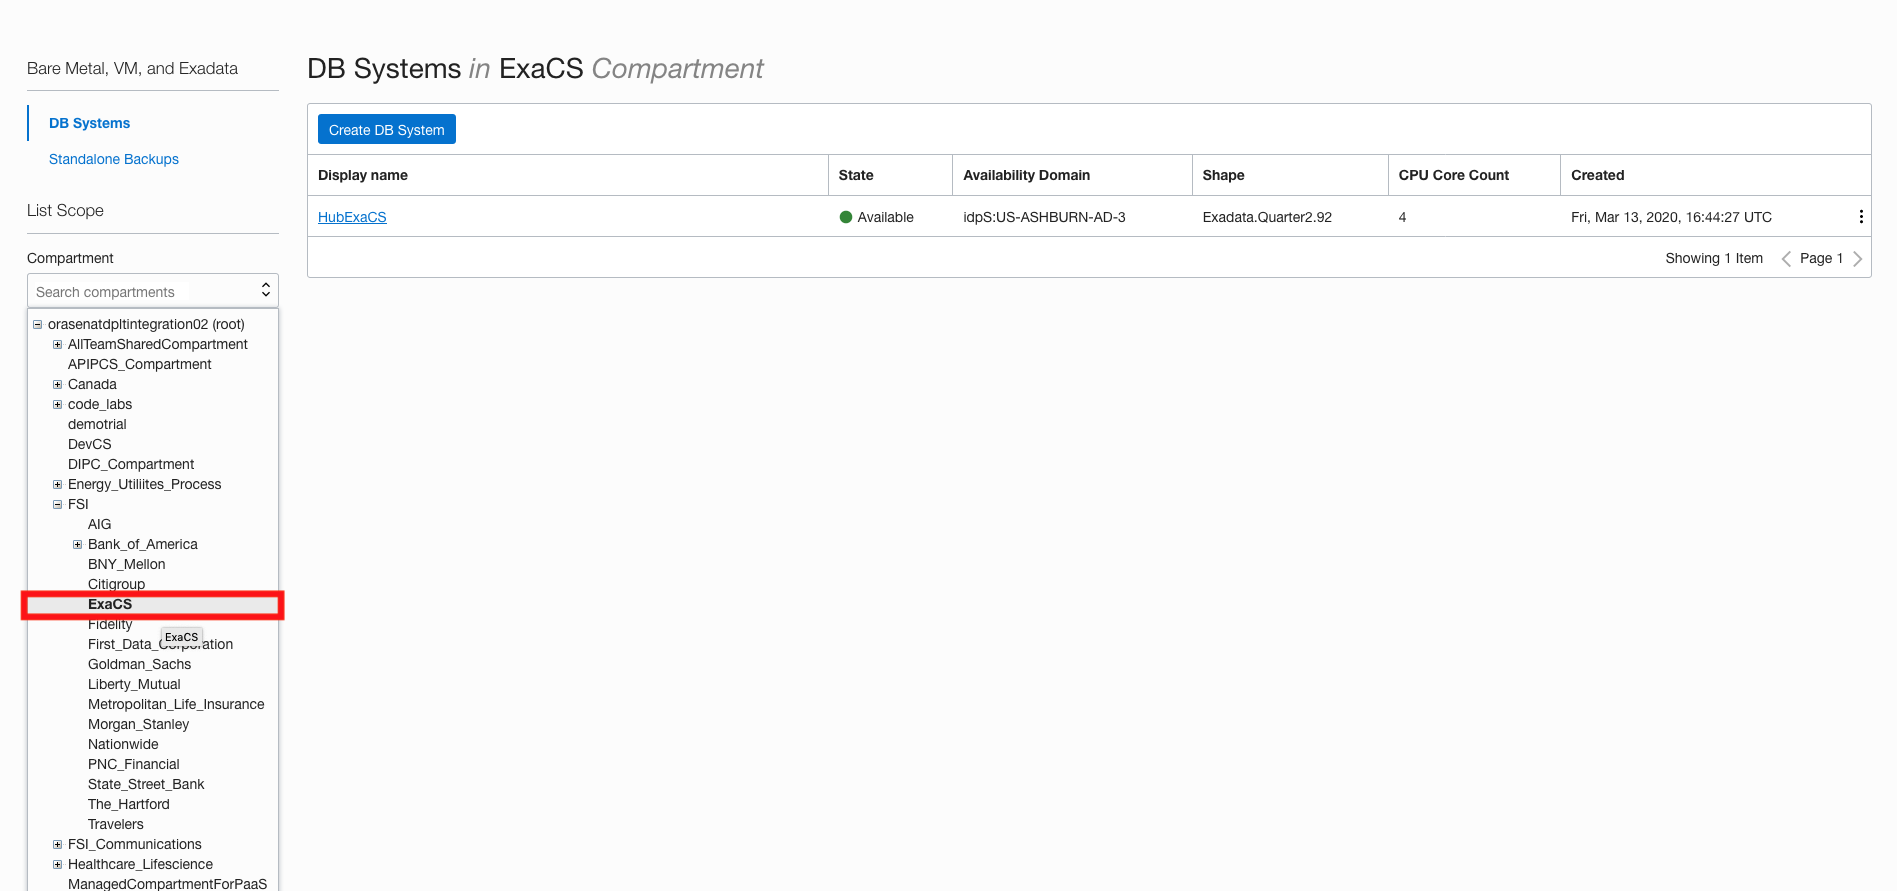 Bare Metal, VM, and Exadata
DB Systems
Standalone Backups
List Scope
Compartment
Search compartments
orasenatdpltintegration02 (root)
AllTeamSharedCompartment
APIPCS_Compartment
Canada
code_labs
demotrial
DevCS
DIPC_Compartment
Energy_Utiliites_Process
FSI
AIG
Bank_of_America
BNY_Mellon
Citigroup
ExaCS
Fidelity
ExaCS
First_Data_Corporation
Goldman_Sachs
Liberty_Mutual
Metropolitan_Life_Insurance
Morgan_Stanley
Nationwide
PNC_Financial
State_Street_Bank
The_Hartford
Travelers
FSI_Communications
Healthcare_Lifescience
ManagedCompartmentForPaaS
DB Systems in ExaCS Compartment
Create DB System
Display name State Availability Domain Shape CPU Core Count Created
HubExaCS Available idpS:US-ASHBURN-AD-3 Exadata.Quarter2.92 4 Fri, Mar 13, 2020, 16:44:27 UTC
Showing 1 Item Page 1